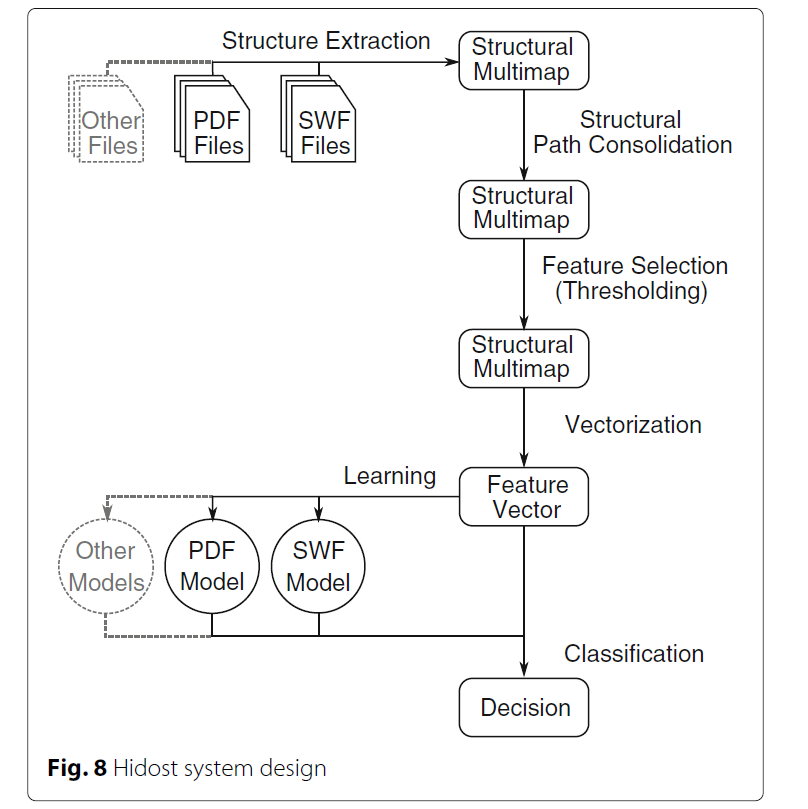 Structure Extraction
Structural
Multimap
Other
Files
PDF
Files
SWF
Files
Structural
Path Consolidation
Structural
Multimap
Feature Selection
(Thresholding)
Structural
Multimap
Vectorization
Learning
Feature
Vector
Other
Models
PDF
Model
SWF
Model
Classification
Decision
Fig. 8 Hidost system design